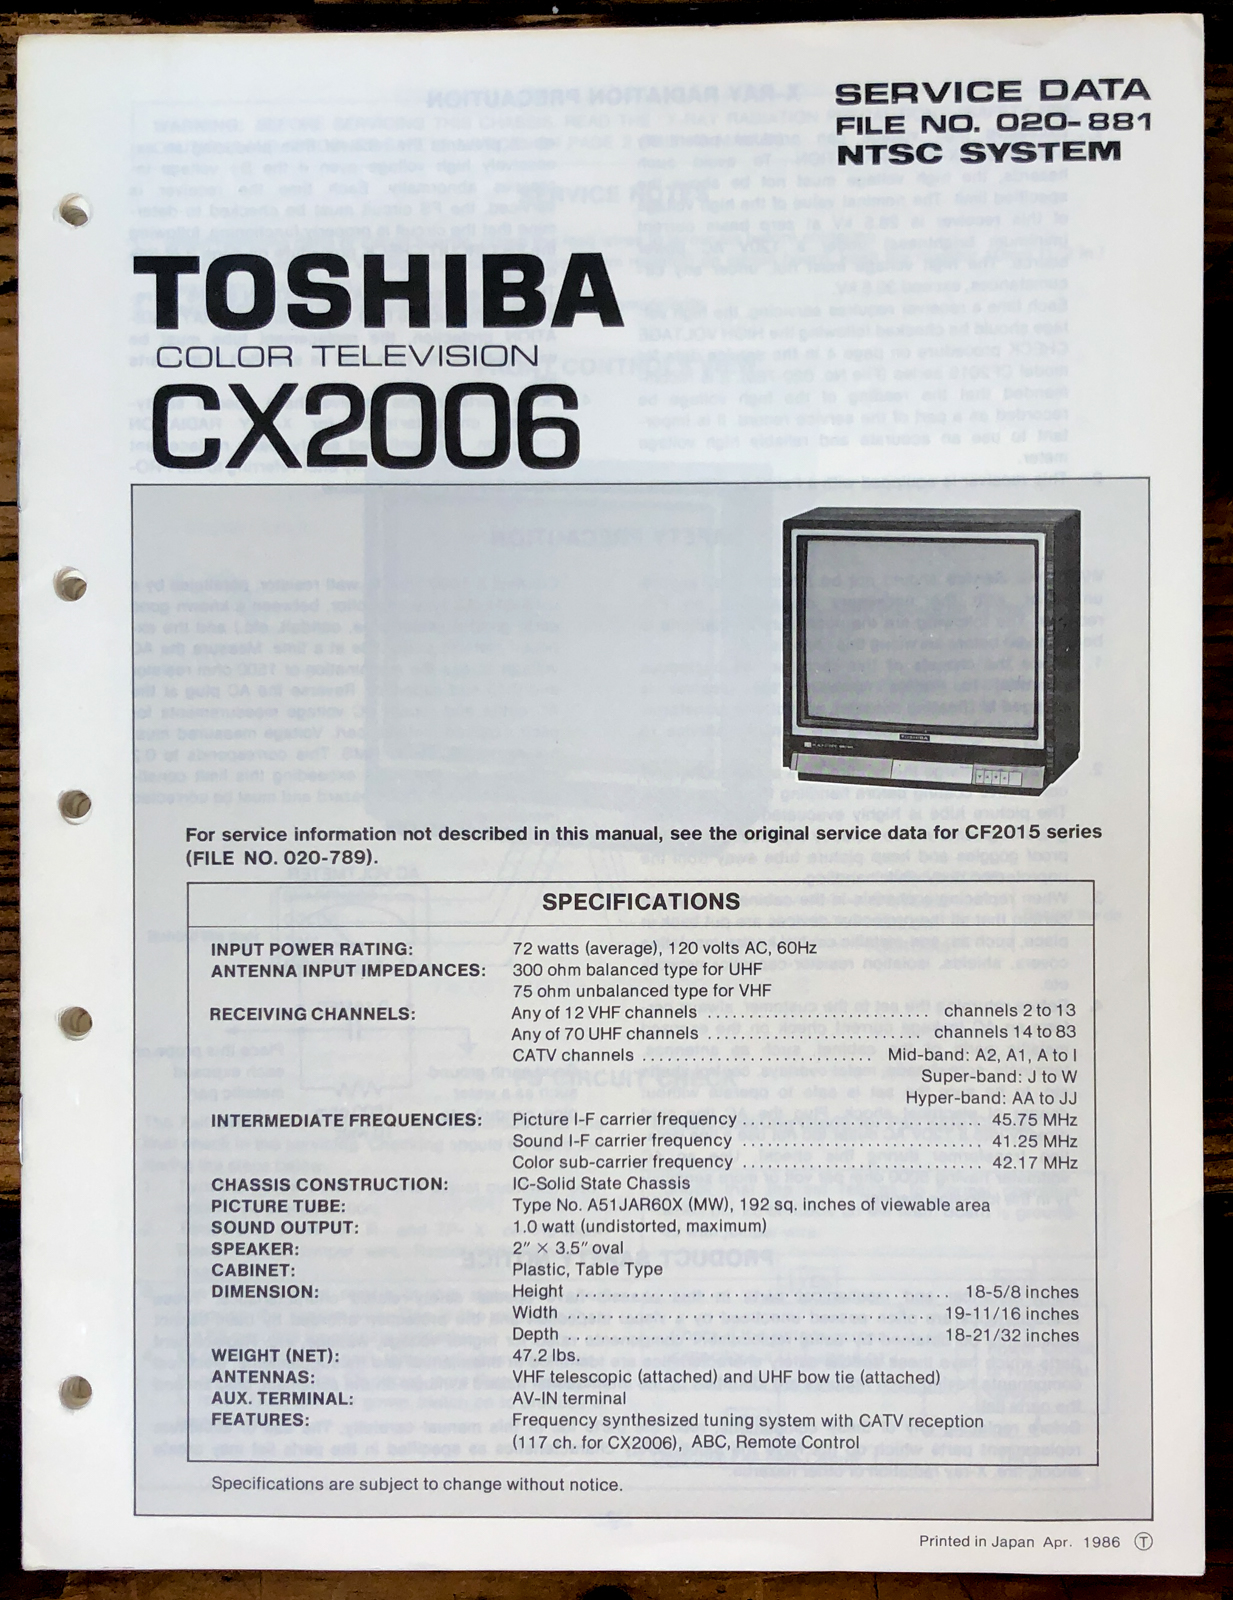 SERVICE DATA
FILE NO. 020-881
NTSC SYSTEM
TOSHIBA
COLOR TELEVISION
CX2006
TOSHIBA
For service information not described in this manual, see the original service data for CF2015 series
(FILE NO. 020-789).
SPECIFICATIONS
INPUT POWER RATING: 72 watts (average), 120 volts AC, 60Hz
ANTENNA INPUT IMPEDANCES: 300 ohm balanced type for UHF
75 ohm unbalanced type for VHF
RECEIVING CHANNELS: Any of 12 VHF channels ........................... channels 2 to 13
Any of 70 UHF channels ......................... channels 14 to 83
CATV channels ........................... Mid-band: A2, A1, A to I
Super-band: J to W
Hyper-band: AA to JJ
INTERMEDIATE FREQUENCIES: Picture I-F carrier frequency ........................... 45.75 MHz
Sound I-F carrier frequency ........................... 41.25 MHz
Color sub-carrier frequency ........................... 42.17 MHz
CHASSIS CONSTRUCTION: IC-Solid State Chassis
PICTURE TUBE: Type No. A51JAR60X (MW), 192 sq. inches of viewable area
SOUND OUTPUT: 1.0 watt (undistorted, maximum)
SPEAKER: 2" × 3.5" oval
CABINET: Plastic, Table Type
DIMENSION: Height ........................................... 18-5/8 inches
Width ........................................... 19-11/16 inches
Depth ........................................... 18-21/32 inches
WEIGHT (NET): 47.2 lbs.
ANTENNAS: VHF telescopic (attached) and UHF bow tie (attached)
AUX. TERMINAL: AV-IN terminal
FEATURES: Frequency synthesized tuning system with CATV reception
(117 ch. for CX2006), ABC, Remote Control
Specifications are subject to change without notice.
Printed in Japan Apr. 1986 Ⓣ